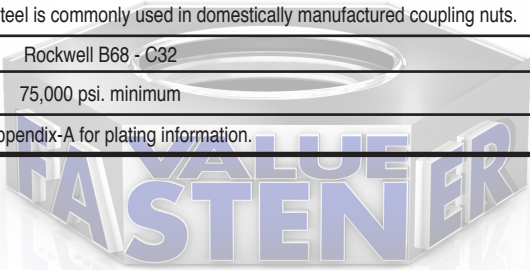 teel is commonly used in domestically manufactured coupling nuts.
Rockwell B68 - C32
75,000 psi. minimum
ppendix-A for plating information.
VALUE
FASTENER